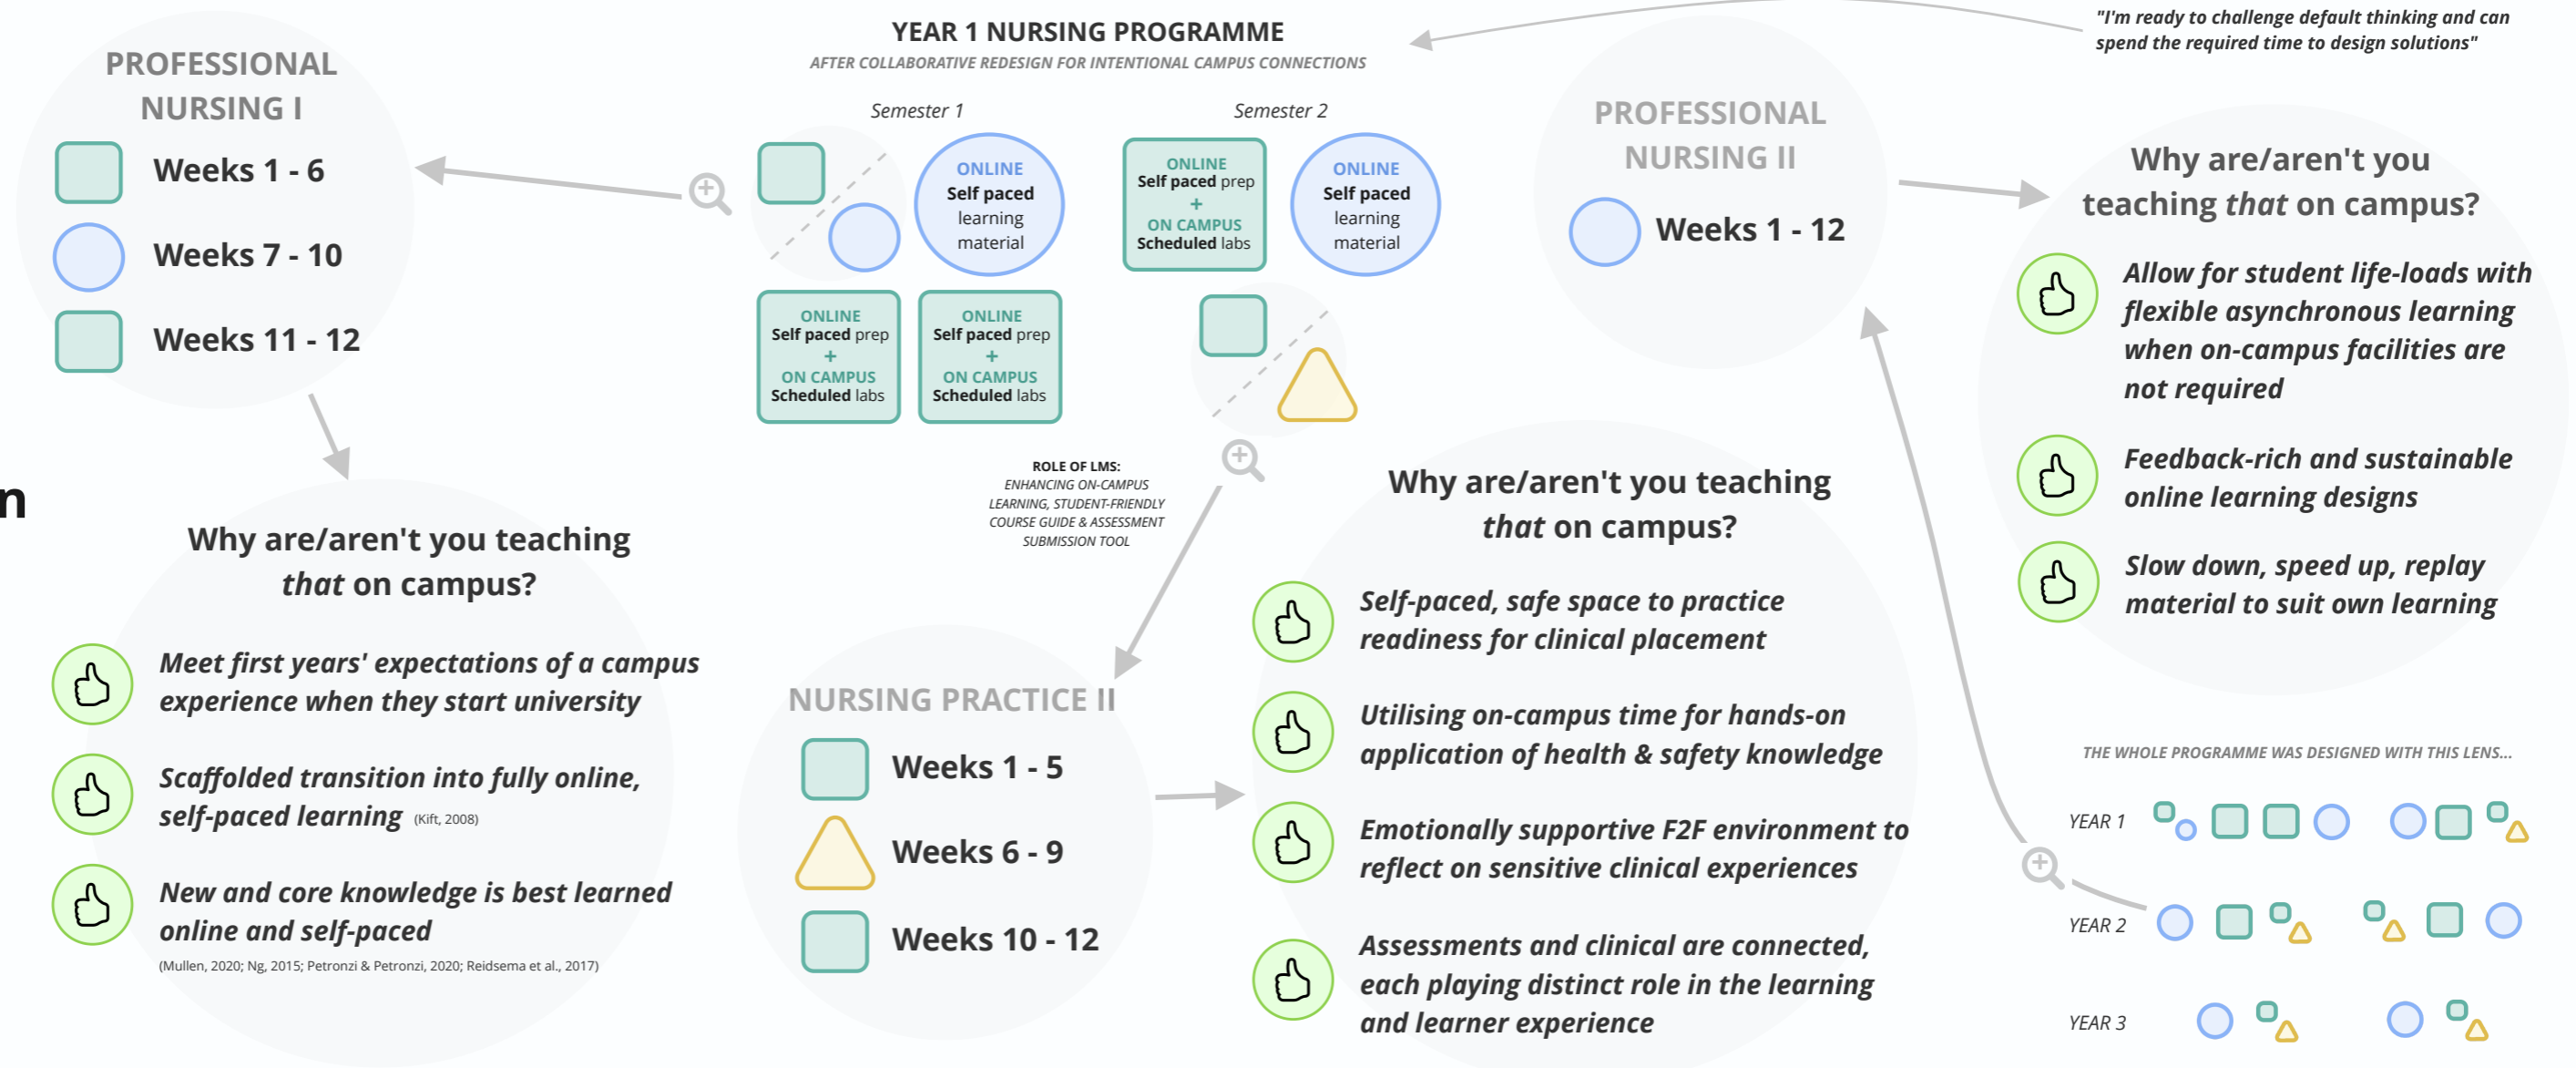 PROFESSIONAL
NURSING I
Weeks 1 - 6
Weeks 7 - 10
Weeks 11 - 12
n
Why are/aren't you teaching
that on campus?
Meet first years' expectations of a campus
experience when they start university
Scaffolded transition into fully online,
self-paced learning (Kift, 2008)
New and core knowledge is best learned
online and self-paced
(Mullen, 2020; Ng, 2015; Petronzi & Petronzi, 2020; Reidsema et al., 2017)
YEAR 1 NURSING PROGRAMME
AFTER COLLABORATIVE REDESIGN FOR INTENTIONAL CAMPUS CONNECTIONS
Semester 1
ONLINE
Self paced
learning
material
ONLINE
Self paced prep
+
ON CAMPUS
Scheduled labs
ONLINE
Self paced prep
+
ON CAMPUS
Scheduled labs
Semester 2
ONLINE
Self paced prep
+
ON CAMPUS
Scheduled labs
ONLINE
Self paced
learning
material
ROLE OF LMS:
ENHANCING ON-CAMPUS
LEARNING, STUDENT-FRIENDLY
COURSE GUIDE & ASSESSMENT
SUBMISSION TOOL
NURSING PRACTICE II
Weeks 1 - 5
Weeks 6 - 9
Weeks 10 - 12
Why are/aren't you teaching
that on campus?
Self-paced, safe space to practice
readiness for clinical placement
Utilising on-campus time for hands-on
application of health & safety knowledge
Emotionally supportive F2F environment to
reflect on sensitive clinical experiences
Assessments and clinical are connected,
each playing distinct role in the learning
and learner experience
"I'm ready to challenge default thinking and can
spend the required time to design solutions"
PROFESSIONAL
NURSING II
Weeks 1 - 12
Why are/aren't you
teaching that on campus?
Allow for student life-loads with
flexible asynchronous learning
when on-campus facilities are
not required
Feedback-rich and sustainable
online learning designs
Slow down, speed up, replay
material to suit own learning
THE WHOLE PROGRAMME WAS DESIGNED WITH THIS LENS...
YEAR 1
YEAR 2
YEAR 3